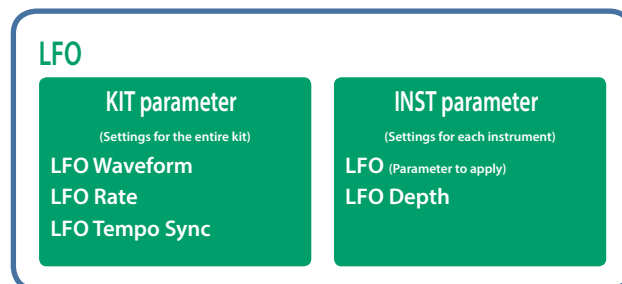 LFO
KIT parameter
(Settings for the entire kit)
LFO Waveform
LFO Rate
LFO Tempo Sync
INST parameter
(Settings for each instrument)
LFO (Parameter to apply)
LFO Depth